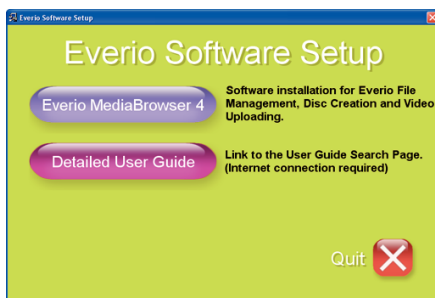 Everio Software Setup
Everio Software Setup
Everio MediaBrowser 4
Software installation for Everio File
Management, Disc Creation and Video
Uploading.
Detailed User Guide
Link to the User Guide Search Page.
(Internet connection required)
Quit